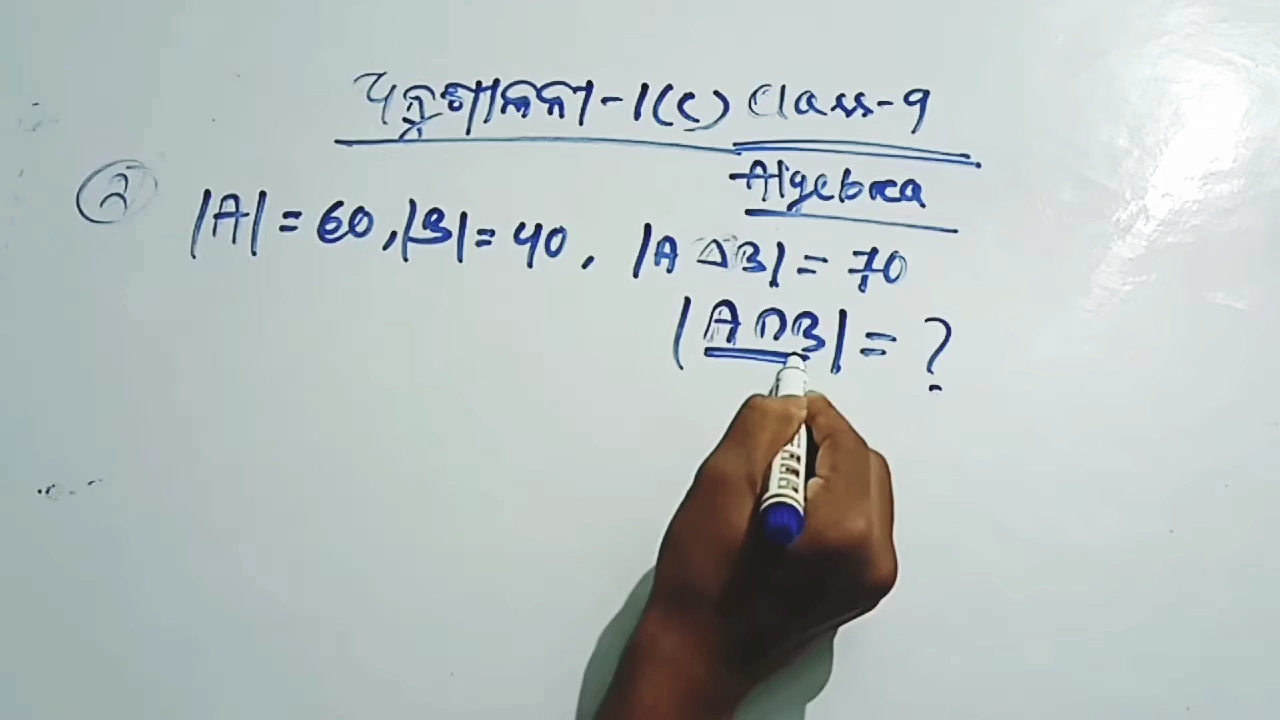 ଅନୁଶୀଳନୀ-1(c) Class-9
Algebra
② |A| = 60, |B| = 40, |A Δ B| = 70
|A ∩ B| = ?